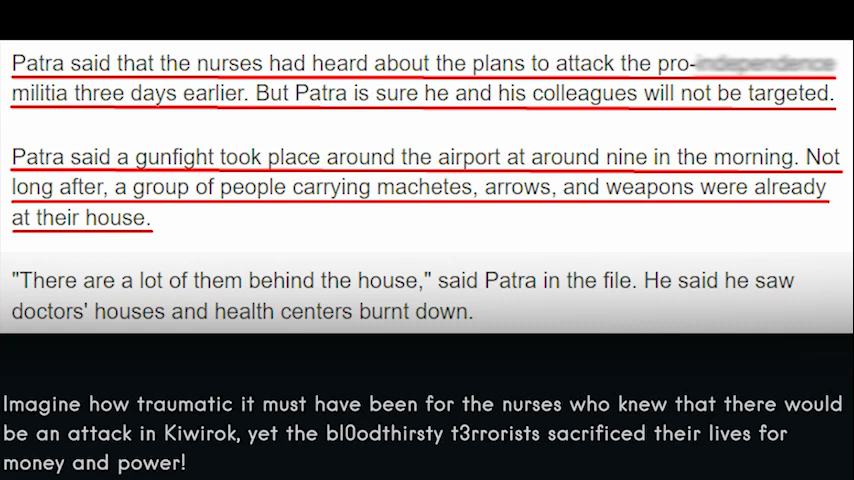 Patra said that the nurses had heard about the plans to attack the pro-
militia three days earlier. But Patra is sure he and his colleagues will not be targeted.
Patra said a gunfight took place around the airport at around nine in the morning. Not
long after, a group of people carrying machetes, arrows, and weapons were already
at their house.
"There are a lot of them behind the house," said Patra in the file. He said he saw
doctors' houses and health centers burnt down.
Imagine how traumatic it must have been for the nurses who knew that there would
be an attack in Kiwirok, yet the bl0odthirsty t3rrorists sacrificed their lives for
money and power!